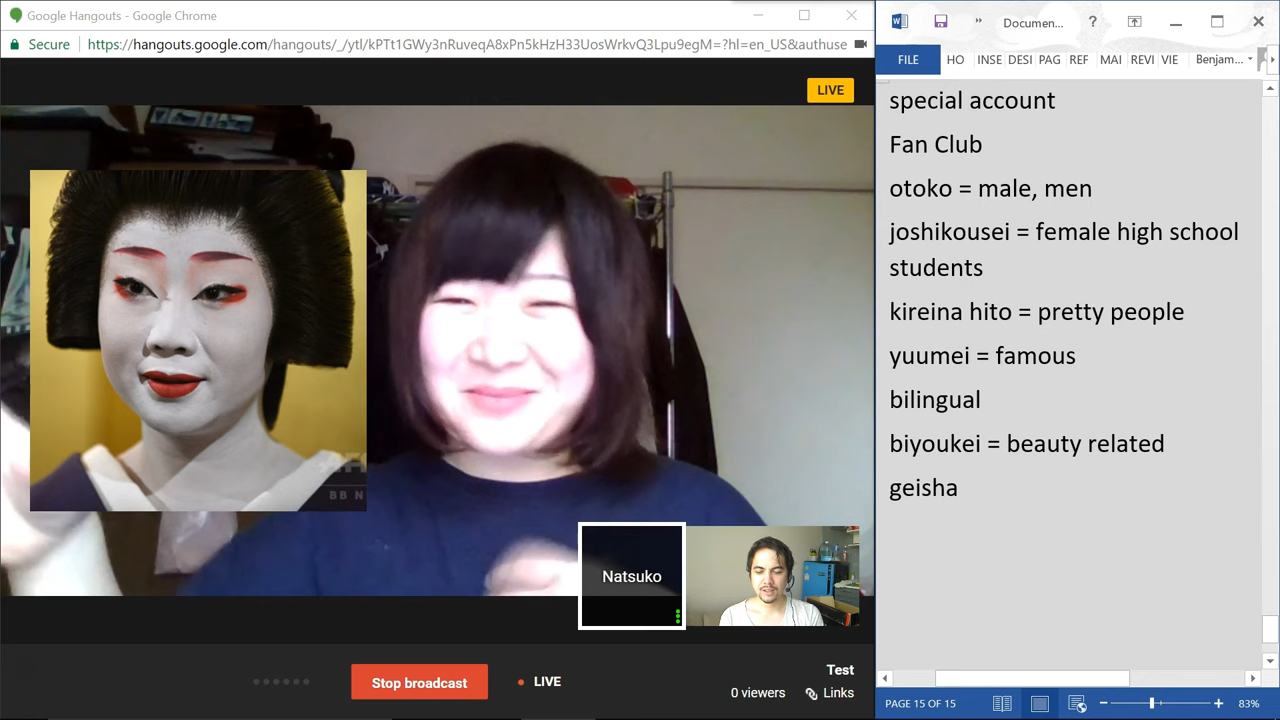 Google Hangouts - Google Chrome
Secure
https://hangouts.google.com/hangouts/_/ytl/kPTt1GWy3nRuveqA8xPn5kHzH33UusWrkvQ3Lpu9egM=?hl=en_US&authuse
LIVE
BB N
Natsuko
Stop broadcast
LIVE
Test
0 viewers
Links
Documen...
?
FILE HO INSE DESI PAG REF MAI REVI VIE Benjam...
special account
Fan Club
otoko = male, men
joshikousei = female high school
students
kireina hito = pretty people
yuumei = famous
bilingual
biyoukei = beauty related
geisha
PAGE 15 OF 15
83%